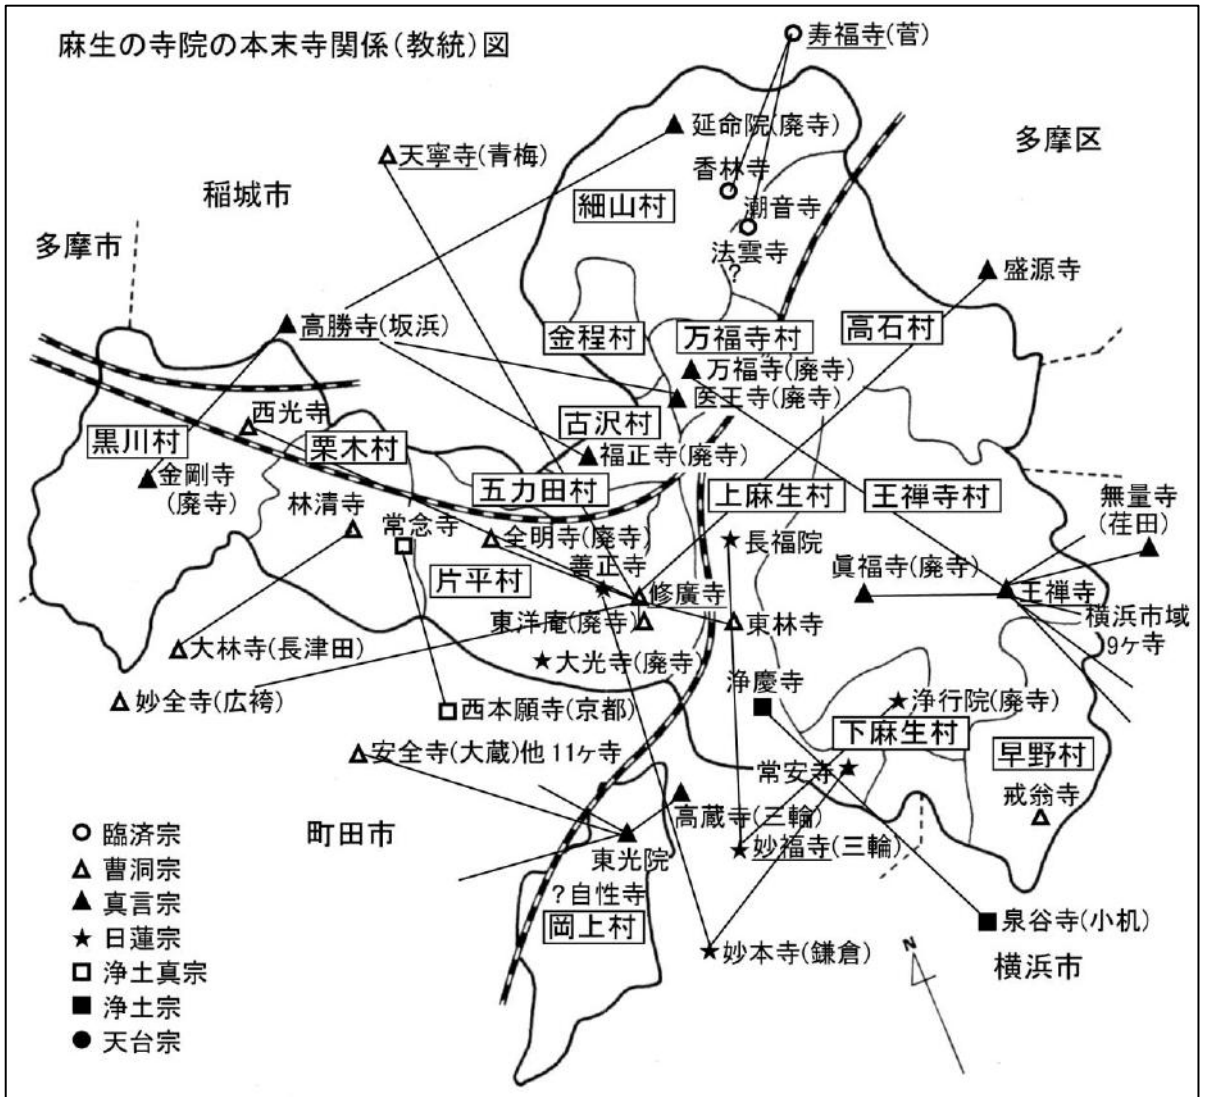 麻生の寺院の本末寺関係(教統)図
寿福寺(菅)
延命院(廃寺)
多摩区
天寧寺(青梅)
香林寺
稲城市
細山村
潮音寺
多摩市
法雲寺
?
盛源寺
高勝寺(坂浜)
金程村
万福寺村
高石村
万福寺(廃寺)
医王寺(廃寺)
西光寺
古沢村
黒川村
栗木村
福正寺(廃寺)
金剛寺
(廃寺)
五力田村
上麻生村
王禅寺村
無量寺
(荏田)
林清寺
常念寺
全明寺(廃寺)
長福院
善正寺
眞福寺(廃寺)
片平村
修廣寺
王禅寺
東洋庵(廃寺)
東林寺
横浜市域
9ヶ寺
大林寺(長津田)
大光寺(廃寺)
浄慶寺
妙全寺(広袴)
西本願寺(京都)
浄行院(廃寺)
下麻生村
安全寺(大蔵)他11ヶ寺
早野村
常安寺
戒翁寺
高蔵寺(三輪)
町田市
妙福寺(三輪)
東光院
?自性寺
岡上村
泉谷寺(小机)
妙本寺(鎌倉)
N
横浜市
臨済宗
曹洞宗
真言宗
日蓮宗
浄土真宗
浄土宗
天台宗